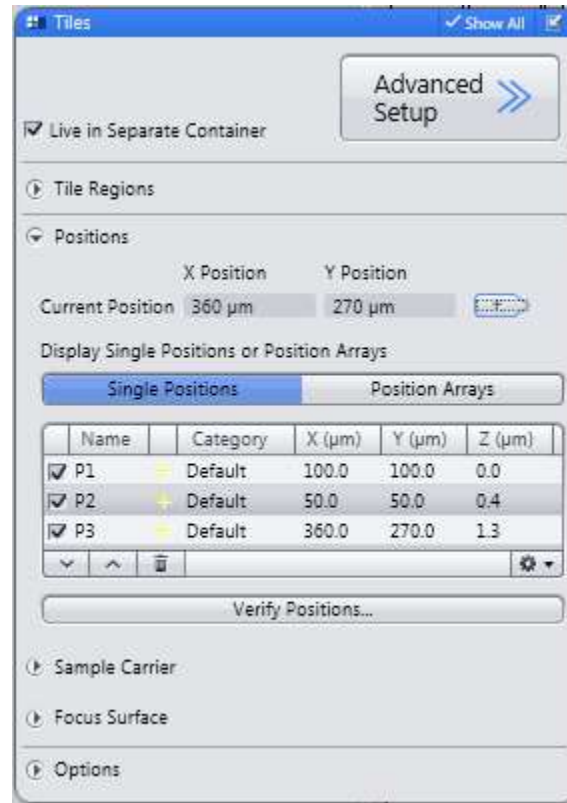 Tiles Show All
Advanced
Setup
Live in Separate Container
Tile Regions
Positions
X Position Y Position
Current Position 360 µm 270 µm +
Display Single Positions or Position Arrays
Single Positions Position Arrays
Name Category X (µm) Y (µm) Z (µm)
P1 Default 100.0 100.0 0.0
P2 Default 50.0 50.0 0.4
P3 Default 360.0 270.0 1.3
Verify Positions...
Sample Carrier
Focus Surface
Options